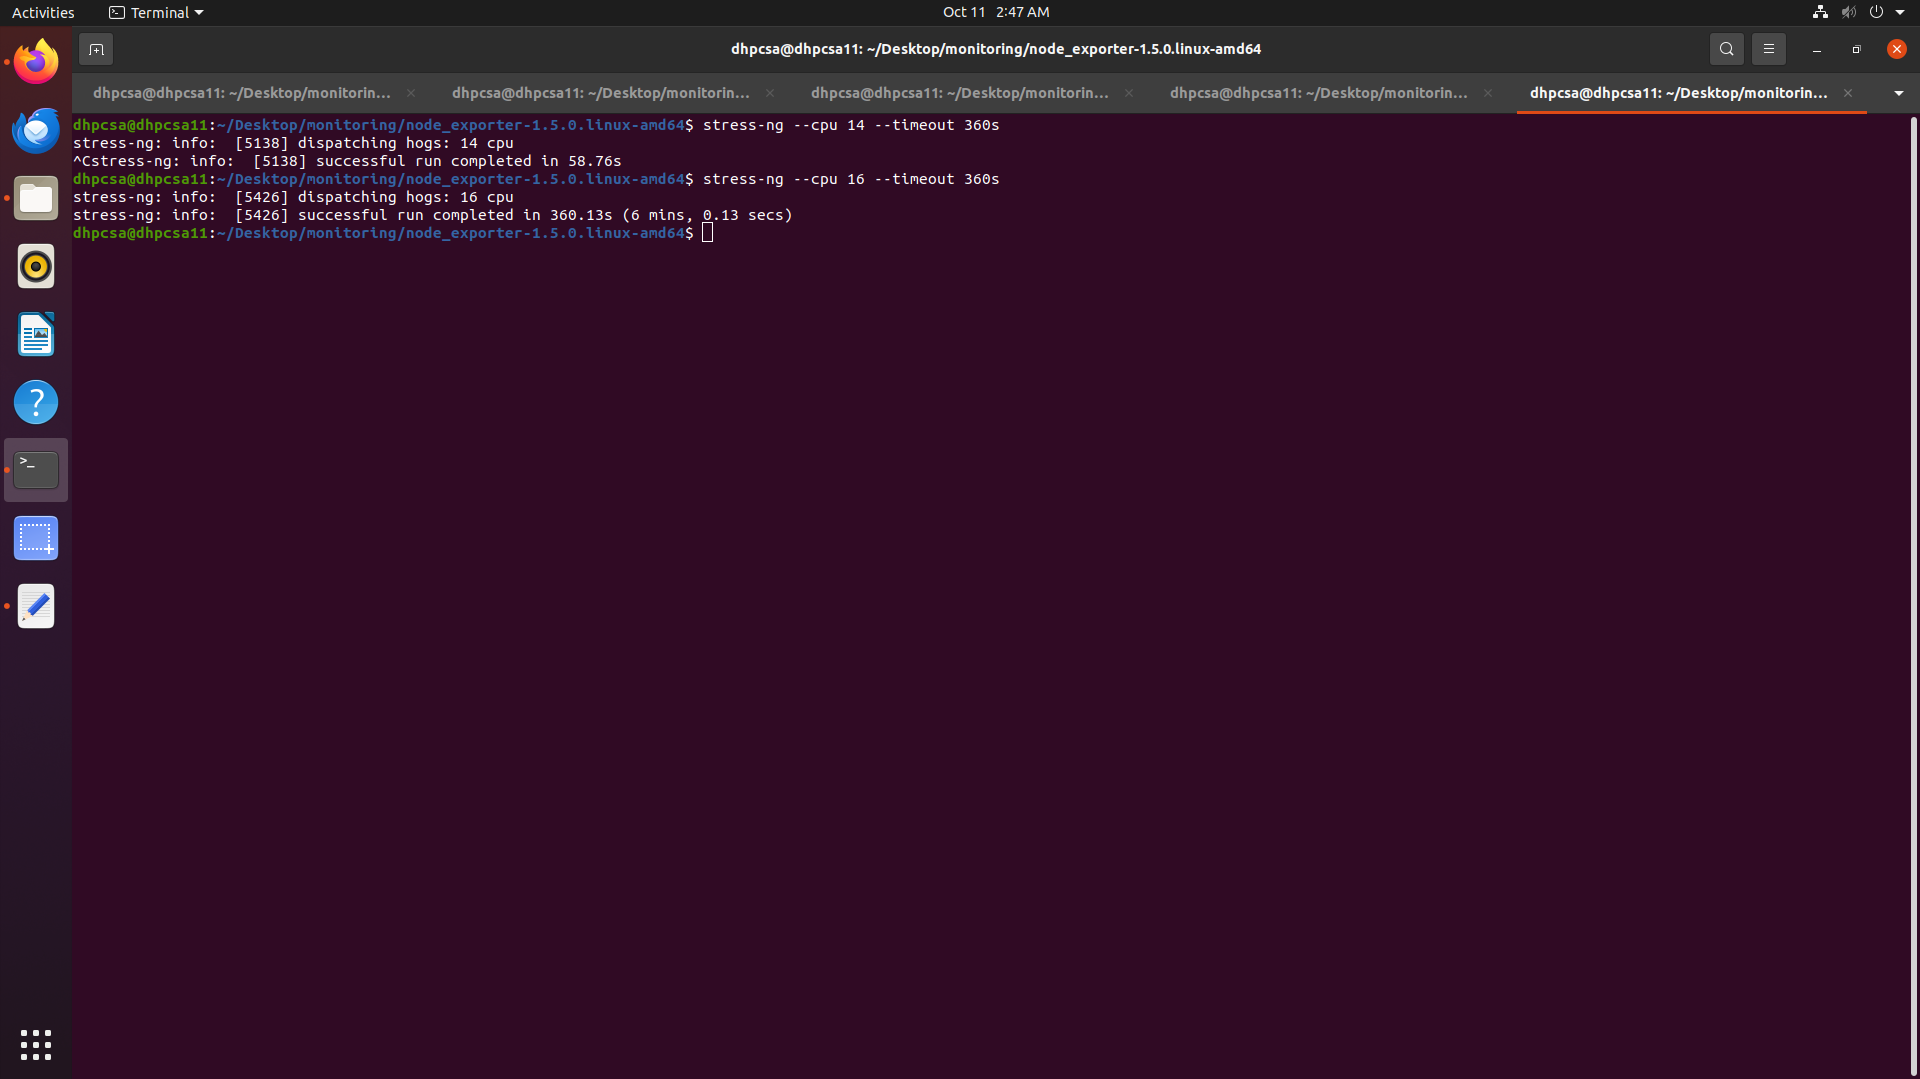 Activities
Terminal
Oct 11 2:47 AM
dhpcsa@dhpcsa11: ~/Desktop/monitoring/node_exporter-1.5.0.linux-amd64
dhpcsa@dhpcsa11: ~/Desktop/monitorin...
dhpcsa@dhpcsa11: ~/Desktop/monitorin...
dhpcsa@dhpcsa11: ~/Desktop/monitorin...
dhpcsa@dhpcsa11: ~/Desktop/monitorin...
dhpcsa@dhpcsa11: ~/Desktop/monitorin...
dhpcsa@dhpcsa11:~/Desktop/monitoring/node_exporter-1.5.0.linux-amd64$ stress-ng --cpu 14 --timeout 360s
stress-ng: info:  [5138] dispatching hogs: 14 cpu
^Cstress-ng: info:  [5138] successful run completed in 58.76s
dhpcsa@dhpcsa11:~/Desktop/monitoring/node_exporter-1.5.0.linux-amd64$ stress-ng --cpu 16 --timeout 360s
stress-ng: info:  [5426] dispatching hogs: 16 cpu
stress-ng: info:  [5426] successful run completed in 360.13s (6 mins, 0.13 secs)
dhpcsa@dhpcsa11:~/Desktop/monitoring/node_exporter-1.5.0.linux-amd64$